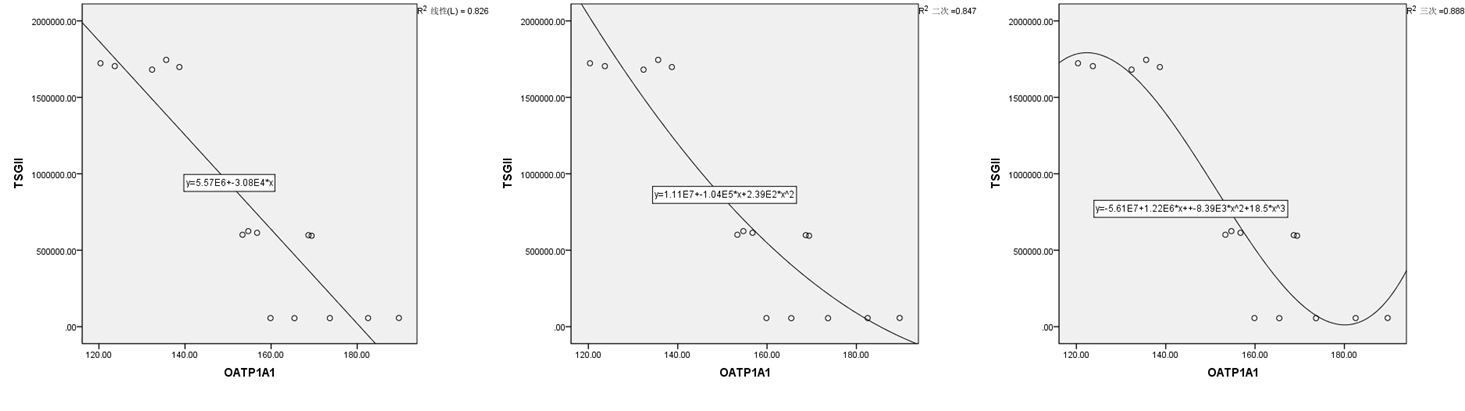 R² 线性(L) = 0.826
2000000.00
1500000.00
1000000.00
500000.00
.00
TSGII
y=5.57E6+-3.08E4*x
120.00 140.00 160.00 180.00
OATP1A1
R² 二次 =0.847
2000000.00
1500000.00
1000000.00
500000.00
.00
TSGII
y=1.11E7+-1.04E5*x+2.39E2*x^2
120.00 140.00 160.00 180.00
OATP1A1
R² 三次 =0.888
2000000.00
1500000.00
1000000.00
500000.00
.00
TSGII
y=-5.61E7+1.22E6*x++-8.39E3*x^2+18.5*x^3
120.00 140.00 160.00 180.00
OATP1A1